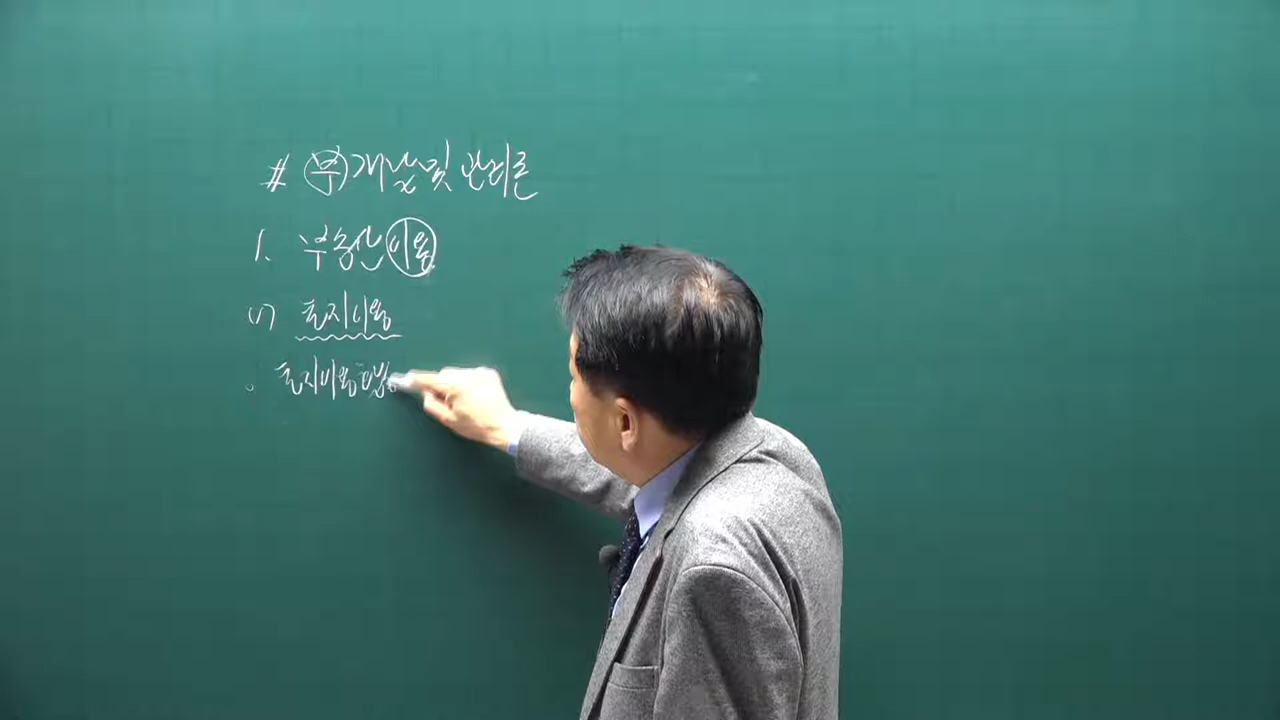 # 부 개발 및 관리론
1. 부동산 이용
(1) 토지이용
. 토지이용